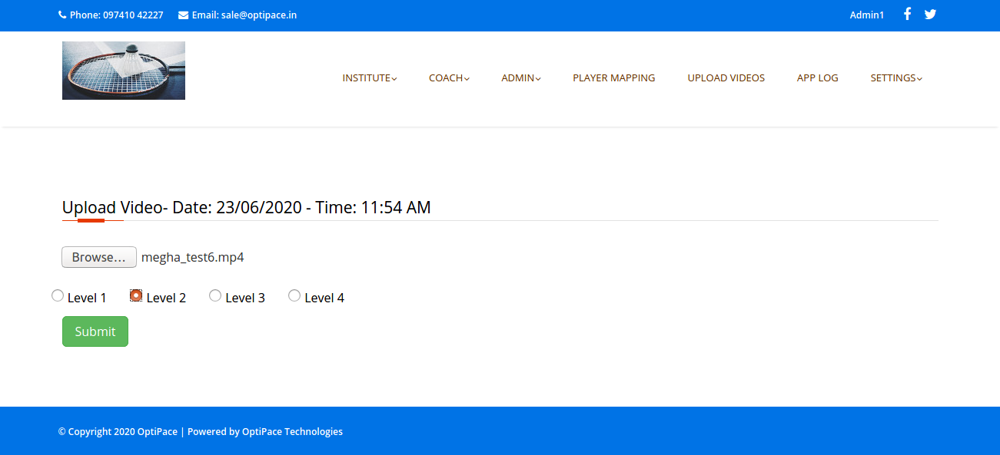 Phone: 097410 42227 Email: sale@optipace.in Admin1
INSTITUTE COACH ADMIN PLAYER MAPPING UPLOAD VIDEOS APP LOG SETTINGS
Upload Video- Date: 23/06/2020 - Time: 11:54 AM
Browse... megha_test6.mp4
Level 1 Level 2 Level 3 Level 4
Submit
© Copyright 2020 OptiPace | Powered by OptiPace Technologies